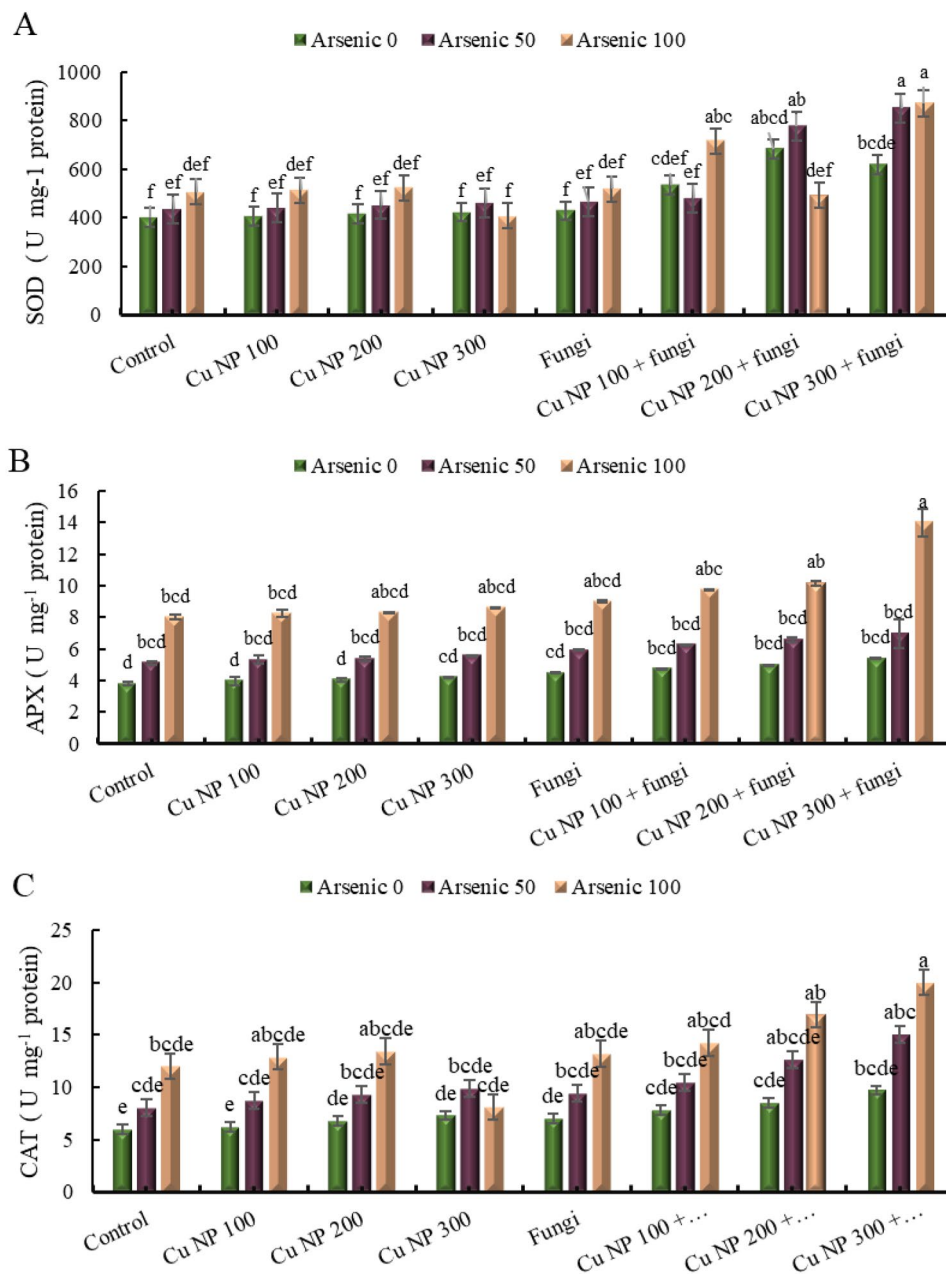 A
Arsenic 0 Arsenic 50 Arsenic 100
SOD ( U mg-1 protein)
1000
800
600
400
200
0
f ef def
f ef def
f ef def
f ef f
f ef def
cdef ef abc
abcd ab def
bcde a a
Control
Cu NP 100
Cu NP 200
Cu NP 300
Fungi
Cu NP 100 + fungi
Cu NP 200 + fungi
Cu NP 300 + fungi
B
Arsenic 0 Arsenic 50 Arsenic 100
APX ( U mg-1 protein)
16
14
12
10
8
6
4
2
0
d bcd bcd
d bcd bcd
d bcd abcd
cd bcd abcd
cd bcd abcd
bcd bcd abc
bcd bcd ab
bcd bcd a
Control
Cu NP 100
Cu NP 200
Cu NP 300
Fungi
Cu NP 100 + fungi
Cu NP 200 + fungi
Cu NP 300 + fungi
C
Arsenic 0 Arsenic 50 Arsenic 100
CAT ( U mg-1 protein)
25
20
15
10
5
0
e cde bcde
e cde abcde
de bcde abcde
de bcde cde
de bcde abcde
cde bcde abcd
cde abcde ab
bcde abc a
Control
Cu NP 100
Cu NP 200
Cu NP 300
Fungi
Cu NP 100 +…
Cu NP 200 +…
Cu NP 300 +…